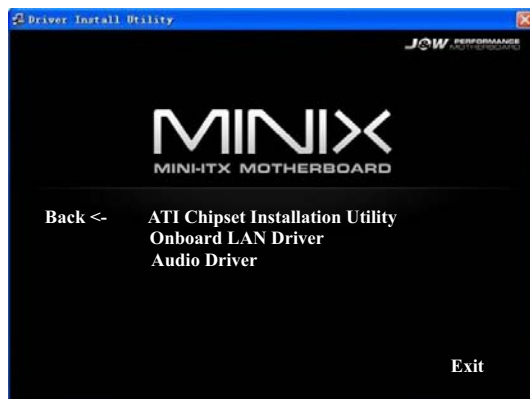 Driver Install Utility
J&W PERFORMANCE
MOTHERBOARD
MINIX
MINI-ITX MOTHERBOARD
Back <- ATI Chipset Installation Utility
Onboard LAN Driver
Audio Driver
Exit